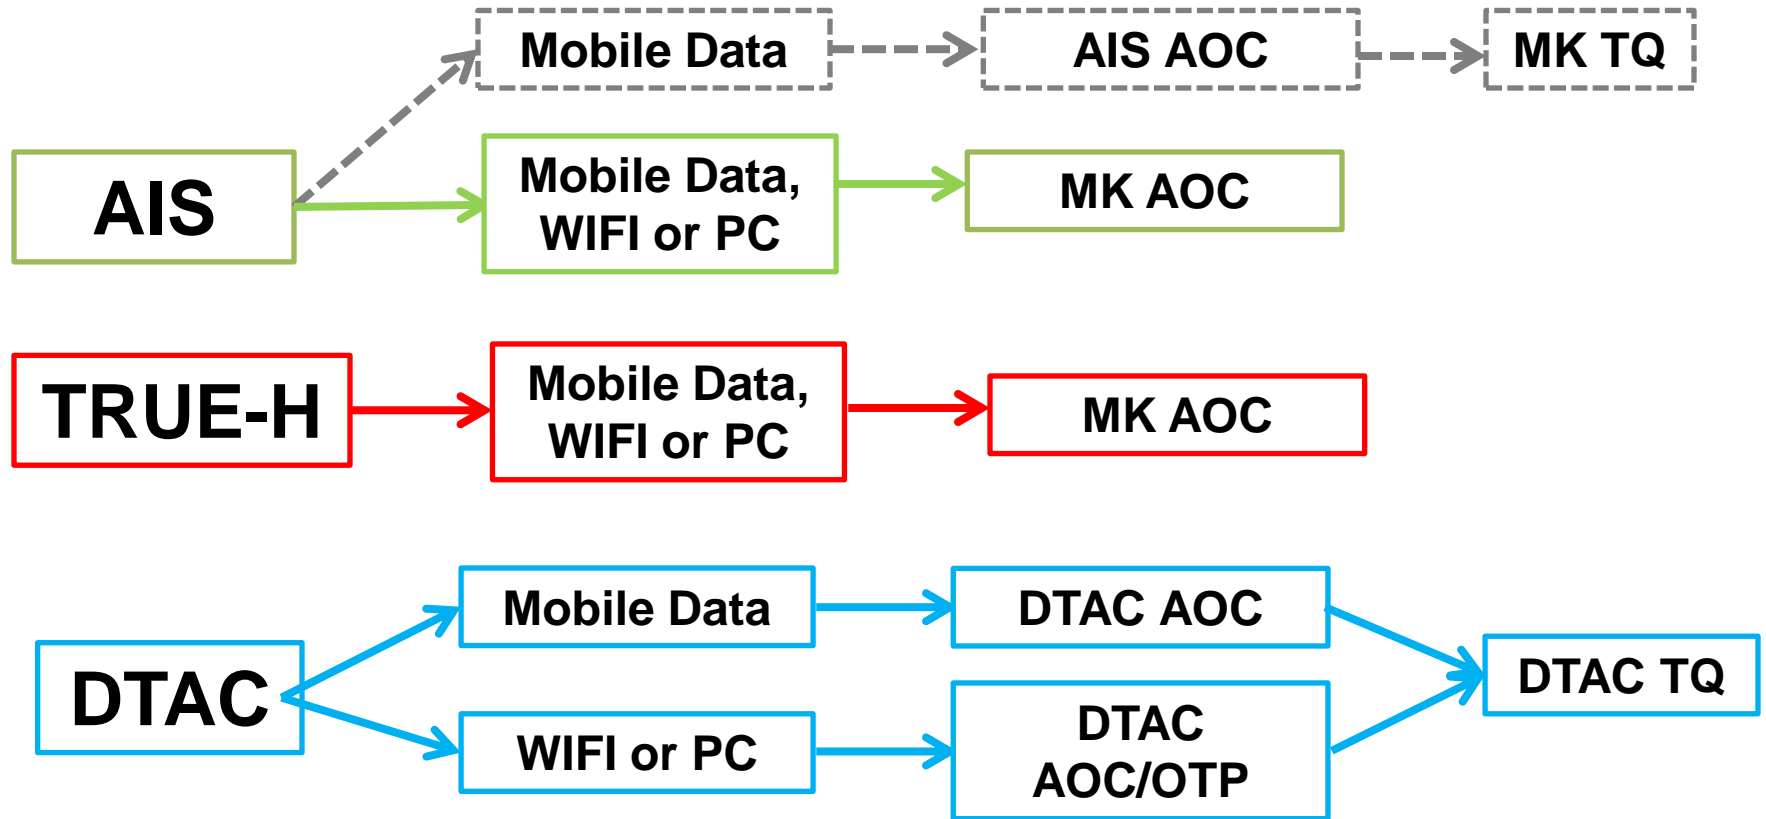 Mobile Data
AIS AOC
MK TQ
AIS
Mobile Data,
WIFI or PC
MK AOC
TRUE-H
Mobile Data,
WIFI or PC
MK AOC
DTAC
Mobile Data
DTAC AOC
WIFI or PC
DTAC
AOC/OTP
DTAC TQ